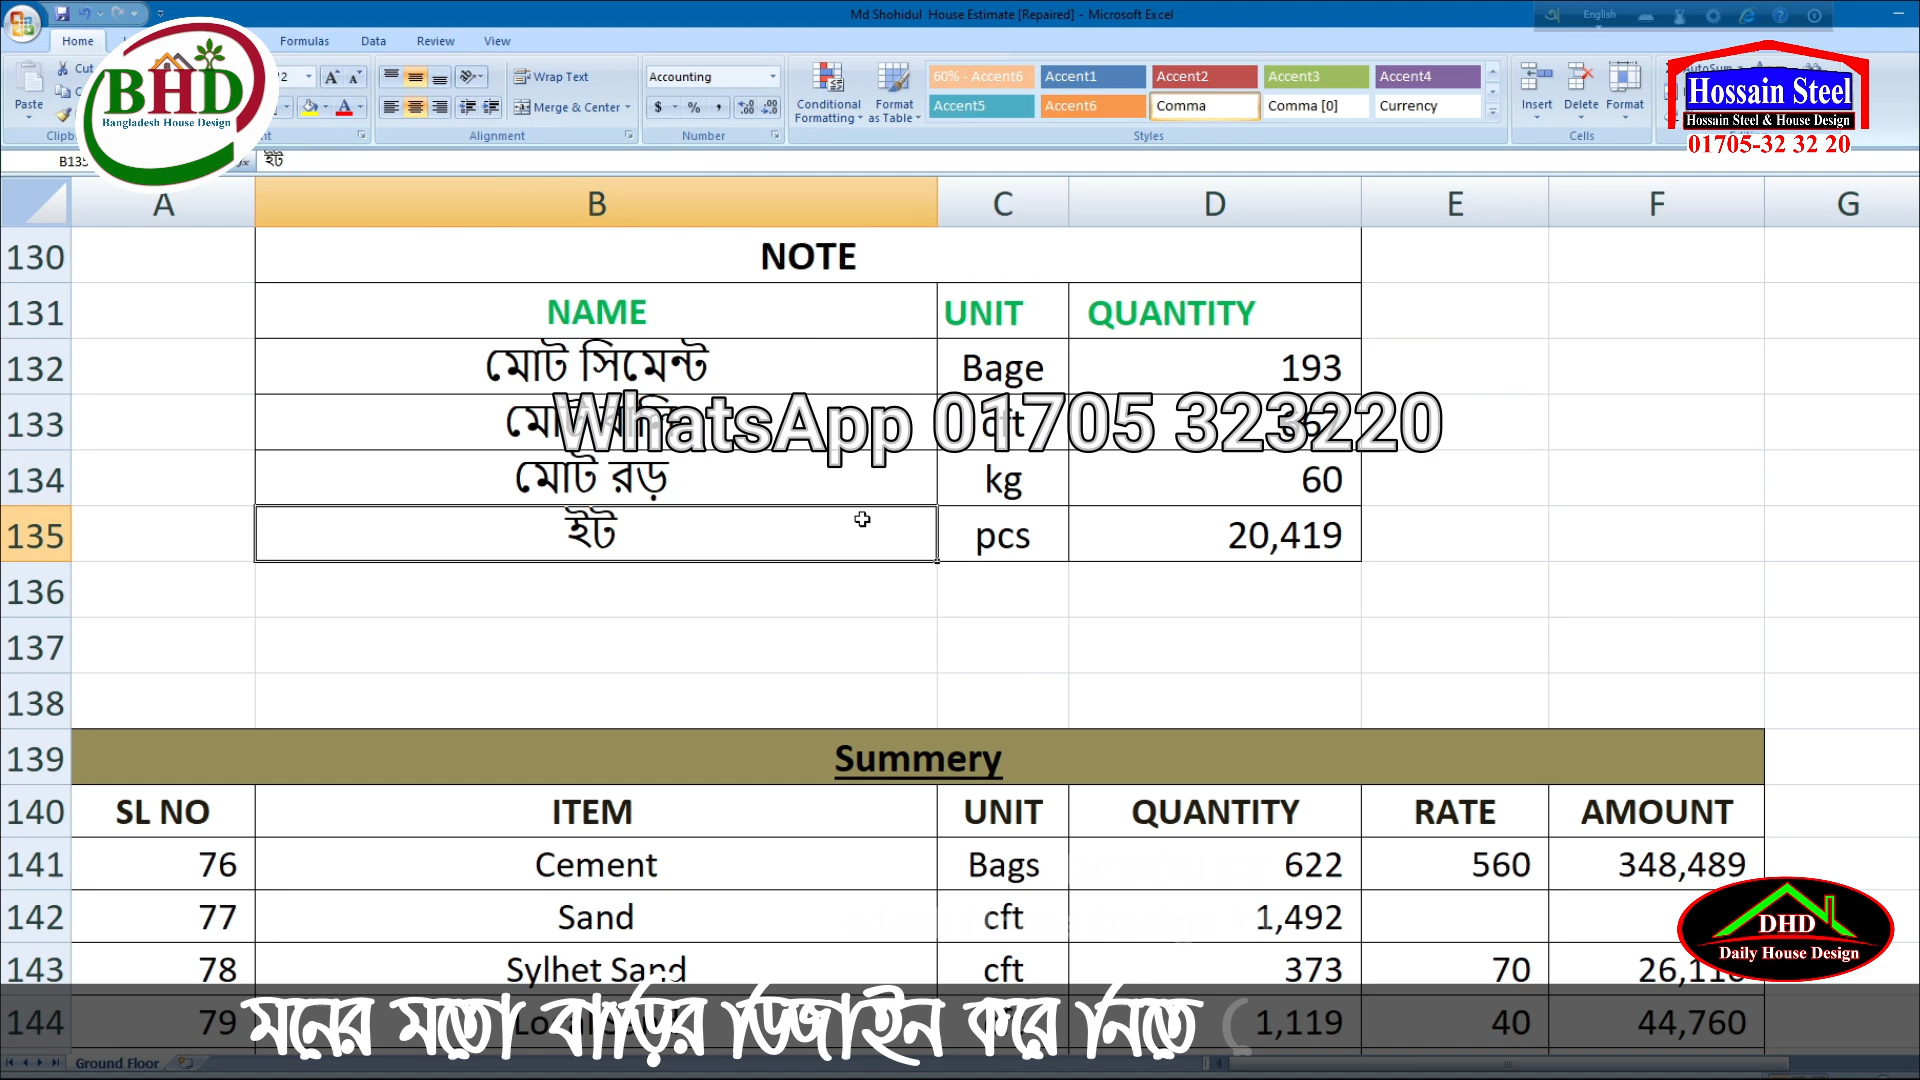 Md Shohidul House Estimate [Repaired] - Microsoft Excel
English
Home
Formulas
Data
Review
View
Cut
Paste
Wrap Text
Merge & Center
Accounting
$ % ,
Conditional Formatting
Format as Table
60% - Accent6
Accent1
Accent2
Accent3
Accent4
Accent5
Accent6
Comma
Comma [0]
Currency
Insert
Delete
Format
Alignment
Number
Styles
Cells
BHD
Bangladesh House Design
Hossain Steel
Hossain Steel & House Design
01705-32 32 20
ইট
A B C D E F G
130 NOTE
131 NAME UNIT QUANTITY
132 মোট সিমেন্ট Bage 193
133 cft
WhatsApp 01705 323220
134 মোট রড় kg 60
135 ইট pcs 20,419
136
137
138
139 Summery
140 SL NO ITEM UNIT QUANTITY RATE AMOUNT
141 76 Cement Bags 622 560 348,489
142 77 Sand cft 1,492
143 78 Sylhet Sand cft 373 70
144 79 1,119 40 44,760
DHD
Daily House Design
মনের মতো বাড়ির ডিজাইন করে নিতে
Ground Floor